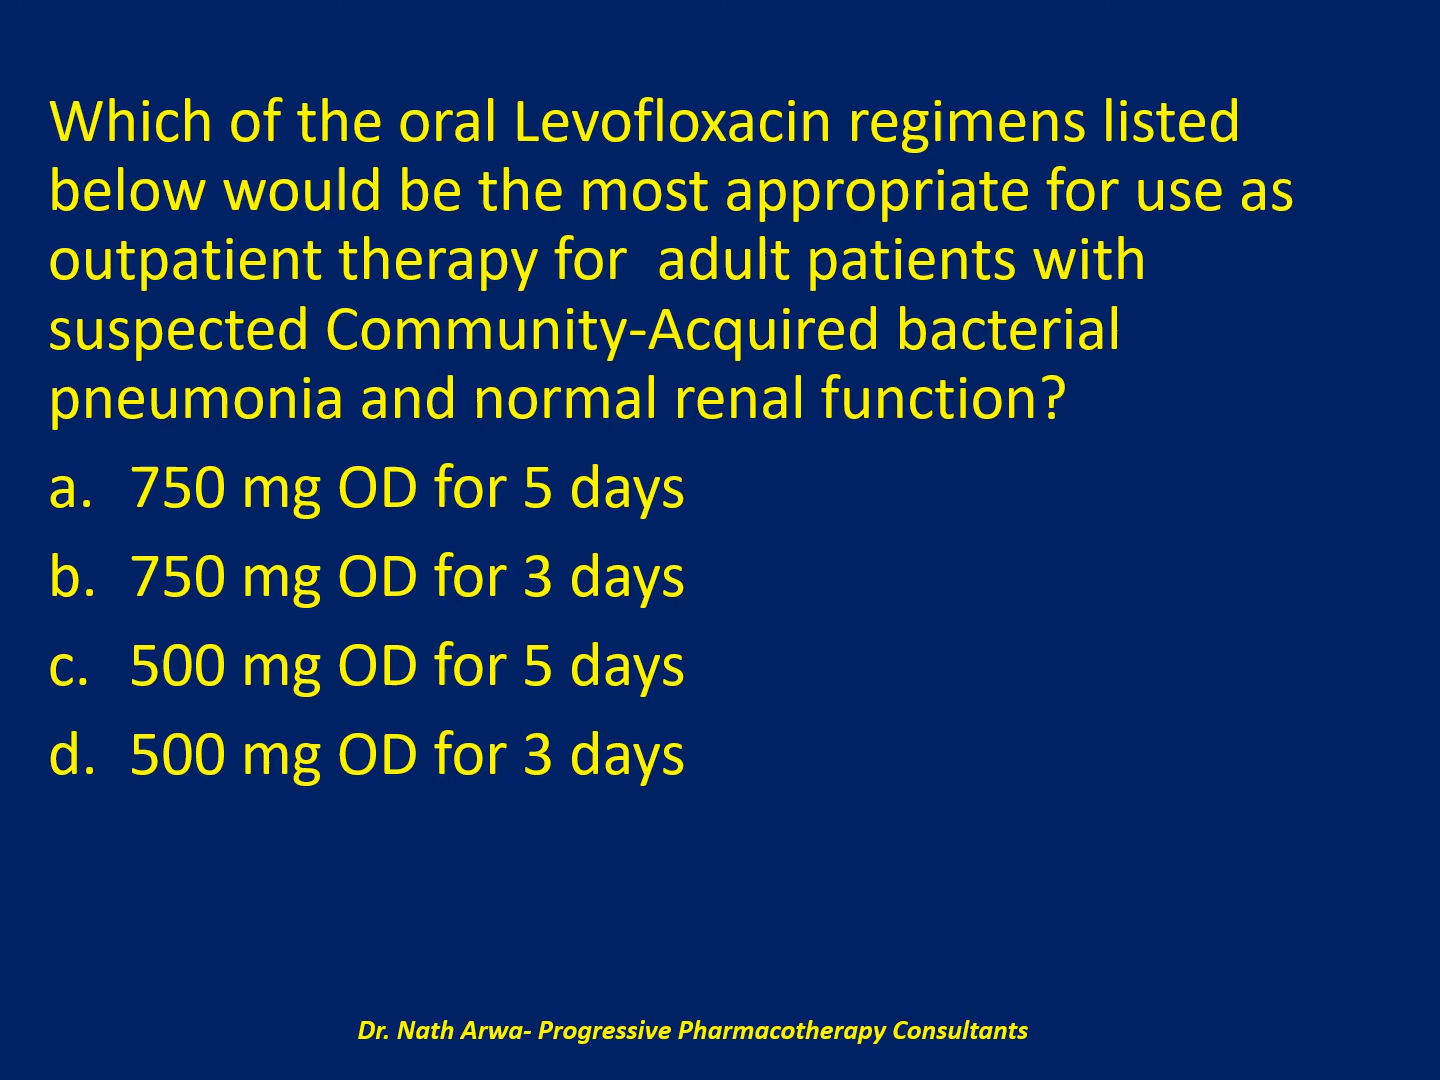 Which of the oral Levofloxacin regimens listed
below would be the most appropriate for use as
outpatient therapy for  adult patients with
suspected Community-Acquired bacterial
pneumonia and normal renal function?
a. 750 mg OD for 5 days
b. 750 mg OD for 3 days
c. 500 mg OD for 5 days
d. 500 mg OD for 3 days
Dr. Nath Arwa- Progressive Pharmacotherapy Consultants